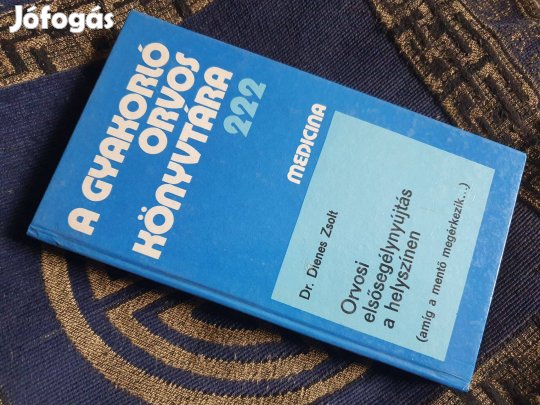 Jófogás
A GYAKORLÓ
ORVOS
KÖNYVTÁRA
222
MEDICINA
Dr. Dienes Zsolt
Orvosi
elsősegélynyújtás
a helyszínen
(amíg a mentő megérkezik...)